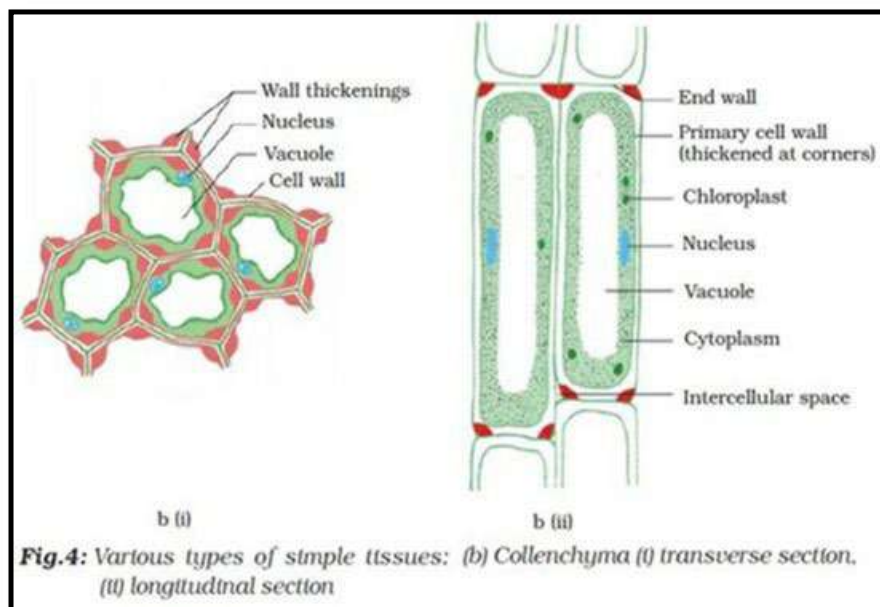 Wall thickenings
Nucleus
Vacuole
Cell wall
End wall
Primary cell wall
(thickened at corners)
Chloroplast
Nucleus
Vacuole
Cytoplasm
Intercellular space
b (i)
b (ii)
Fig.4: Various types of simple tissues: (b) Collenchyma (i) transverse section,
(ii) longitudinal section